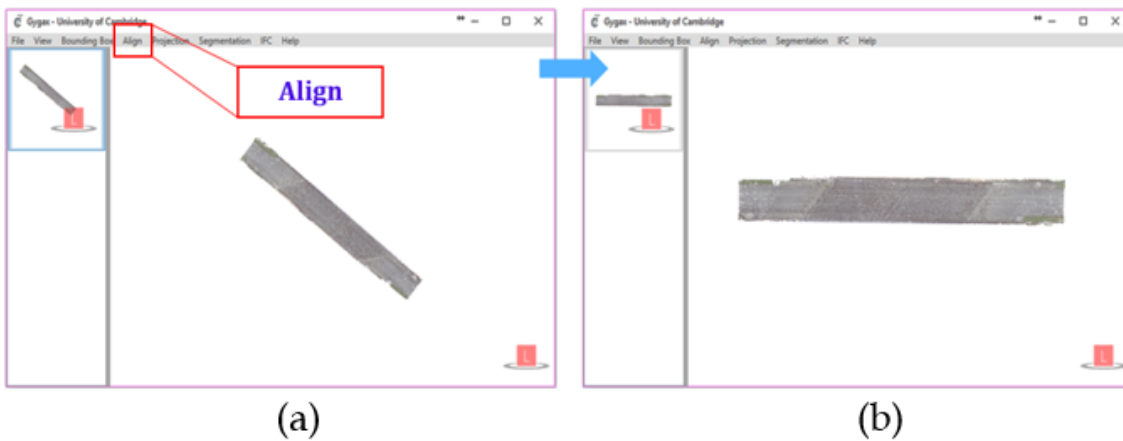 Gygax - University of Cambridge
File View Bounding Box Align Projection Segmentation IFC Help
L
Align
L
(a)
Gygax - University of Cambridge
File View Bounding Box Align Projection Segmentation IFC Help
L
L
(b)